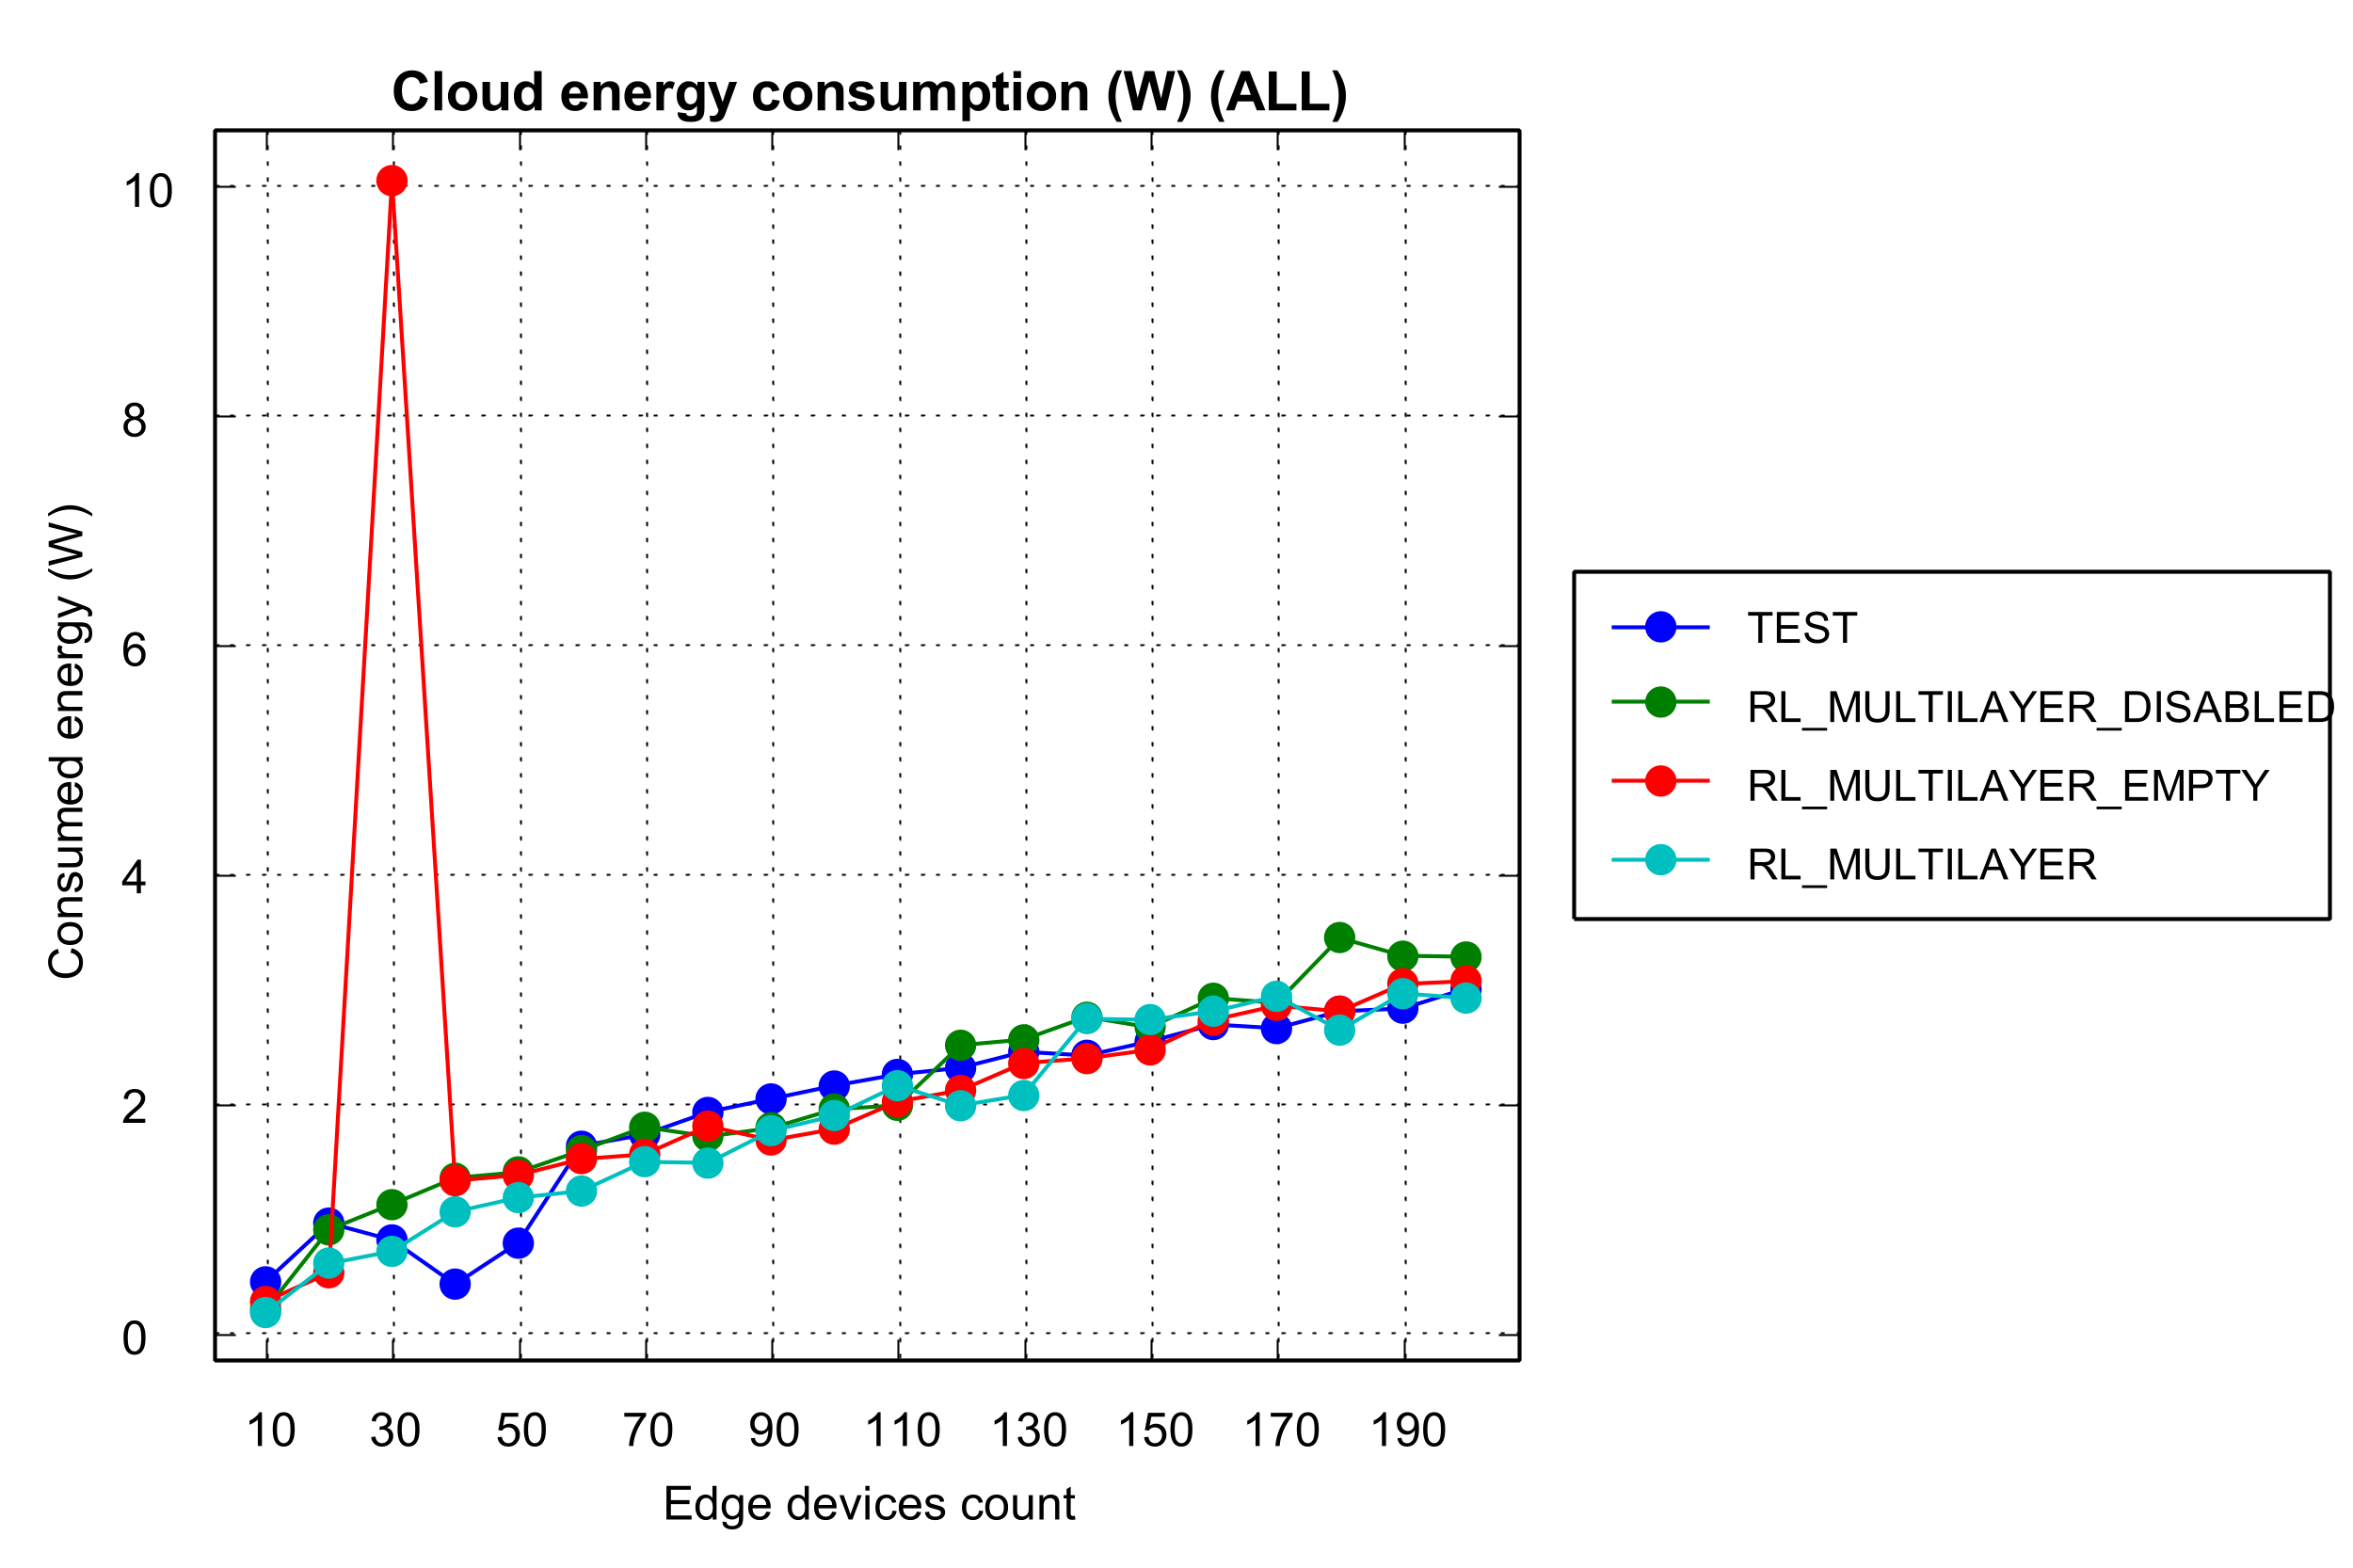 Cloud energy consumption (W) (ALL)
Consumed energy (W)
10
8
6
4
2
0
10 30 50 70 90 110 130 150 170 190
Edge devices count
TEST
RL_MULTILAYER_DISABLED
RL_MULTILAYER_EMPTY
RL_MULTILAYER